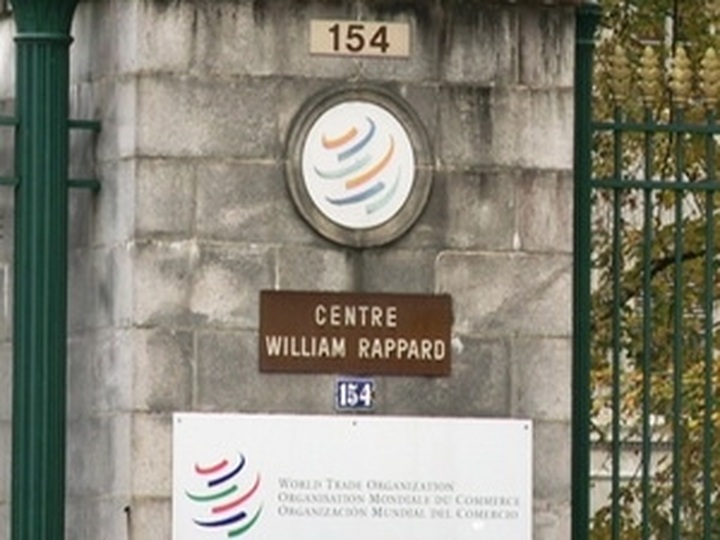 154
CENTRE
WILLIAM RAPPARD
154
WORLD TRADE ORGANIZATION
ORGANISATION MONDIALE DU COMMERCE
ORGANIZACIÓN MUNDIAL DEL COMERCIO